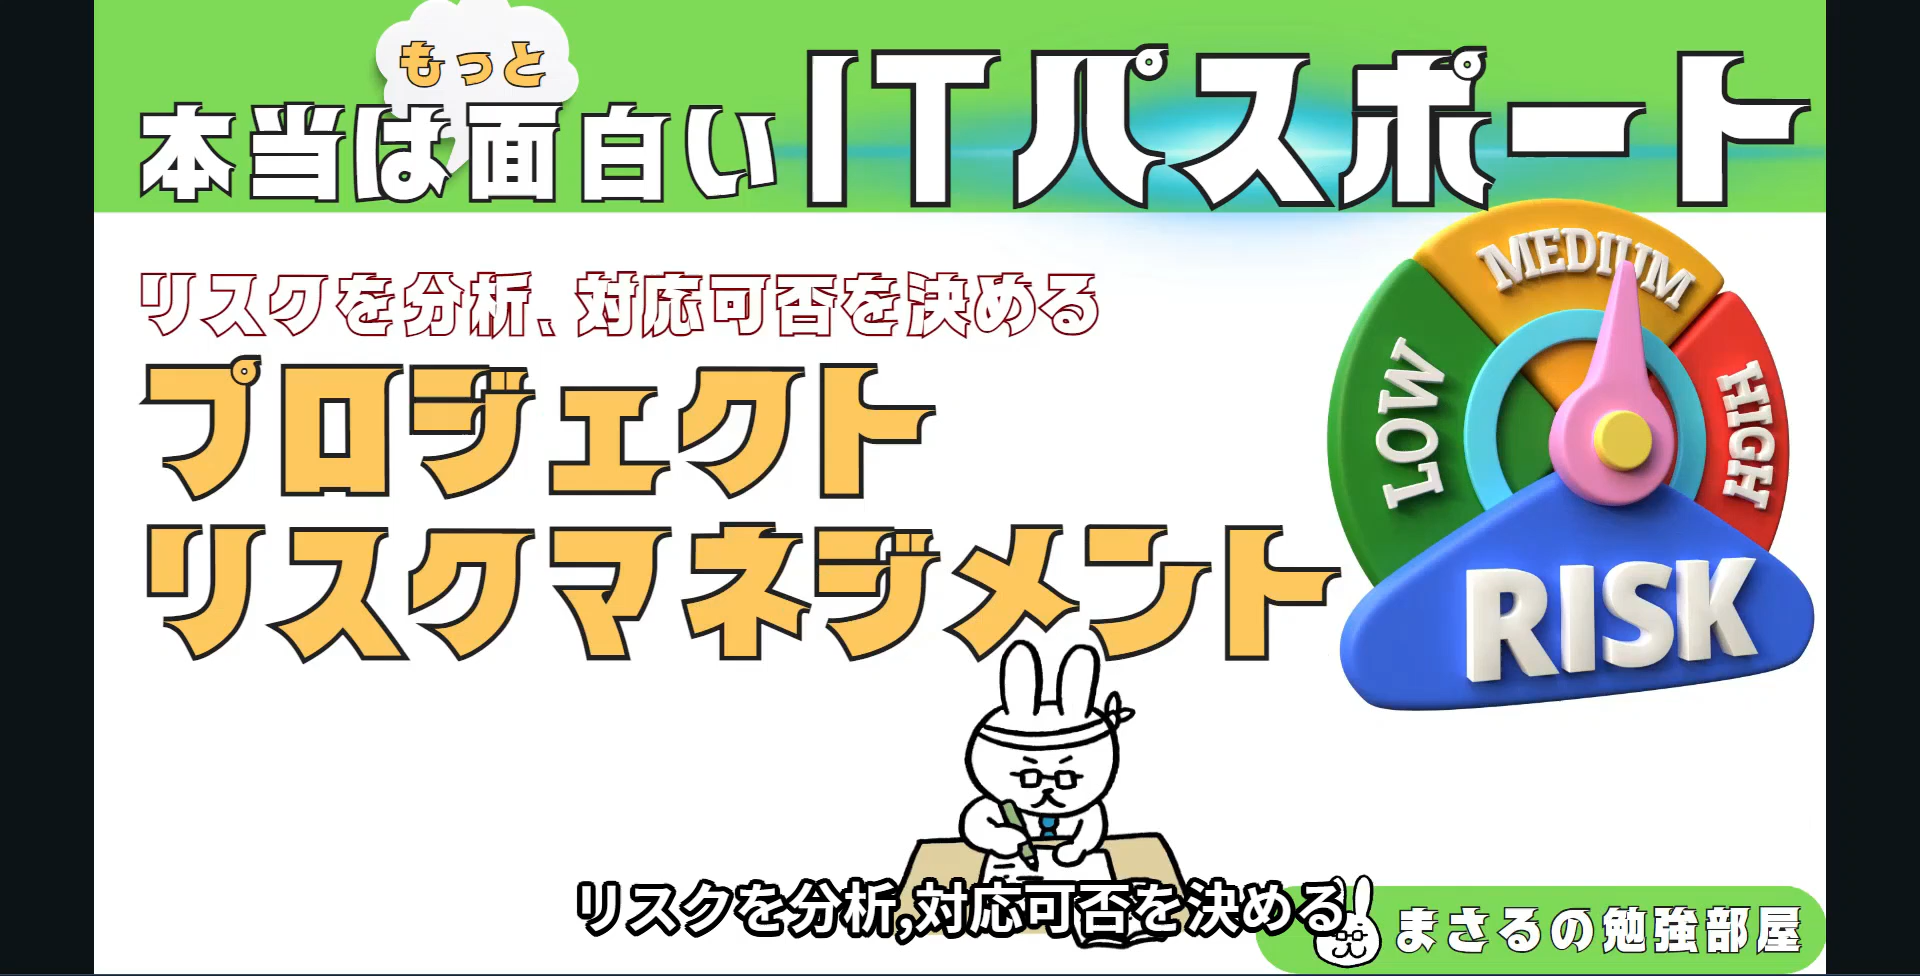 もっと
本当は面白いITパスポート
リスクを分析、対応可否を決める
プロジェクト
リスクマネジメント
LOW
MEDIUM
HIGH
RISK
リスクを分析,対応可否を決める
まさるの勉強部屋